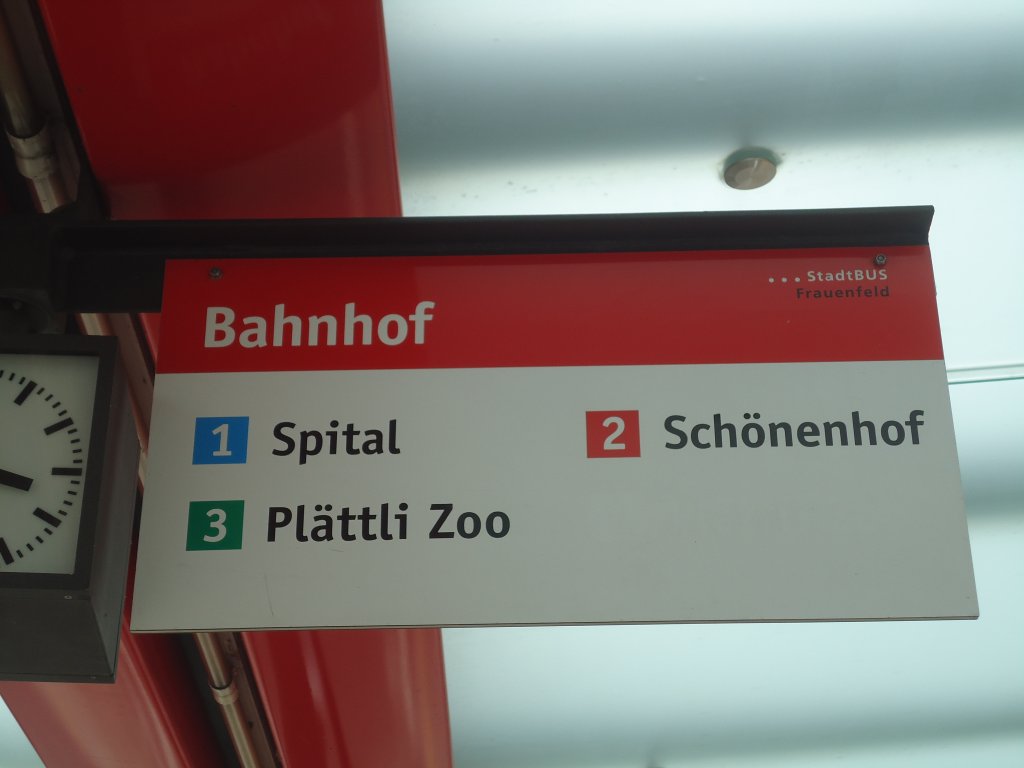 ...StadtBUS
Frauenfeld
Bahnhof
1 Spital
2 Schönenhof
3 Plättli Zoo